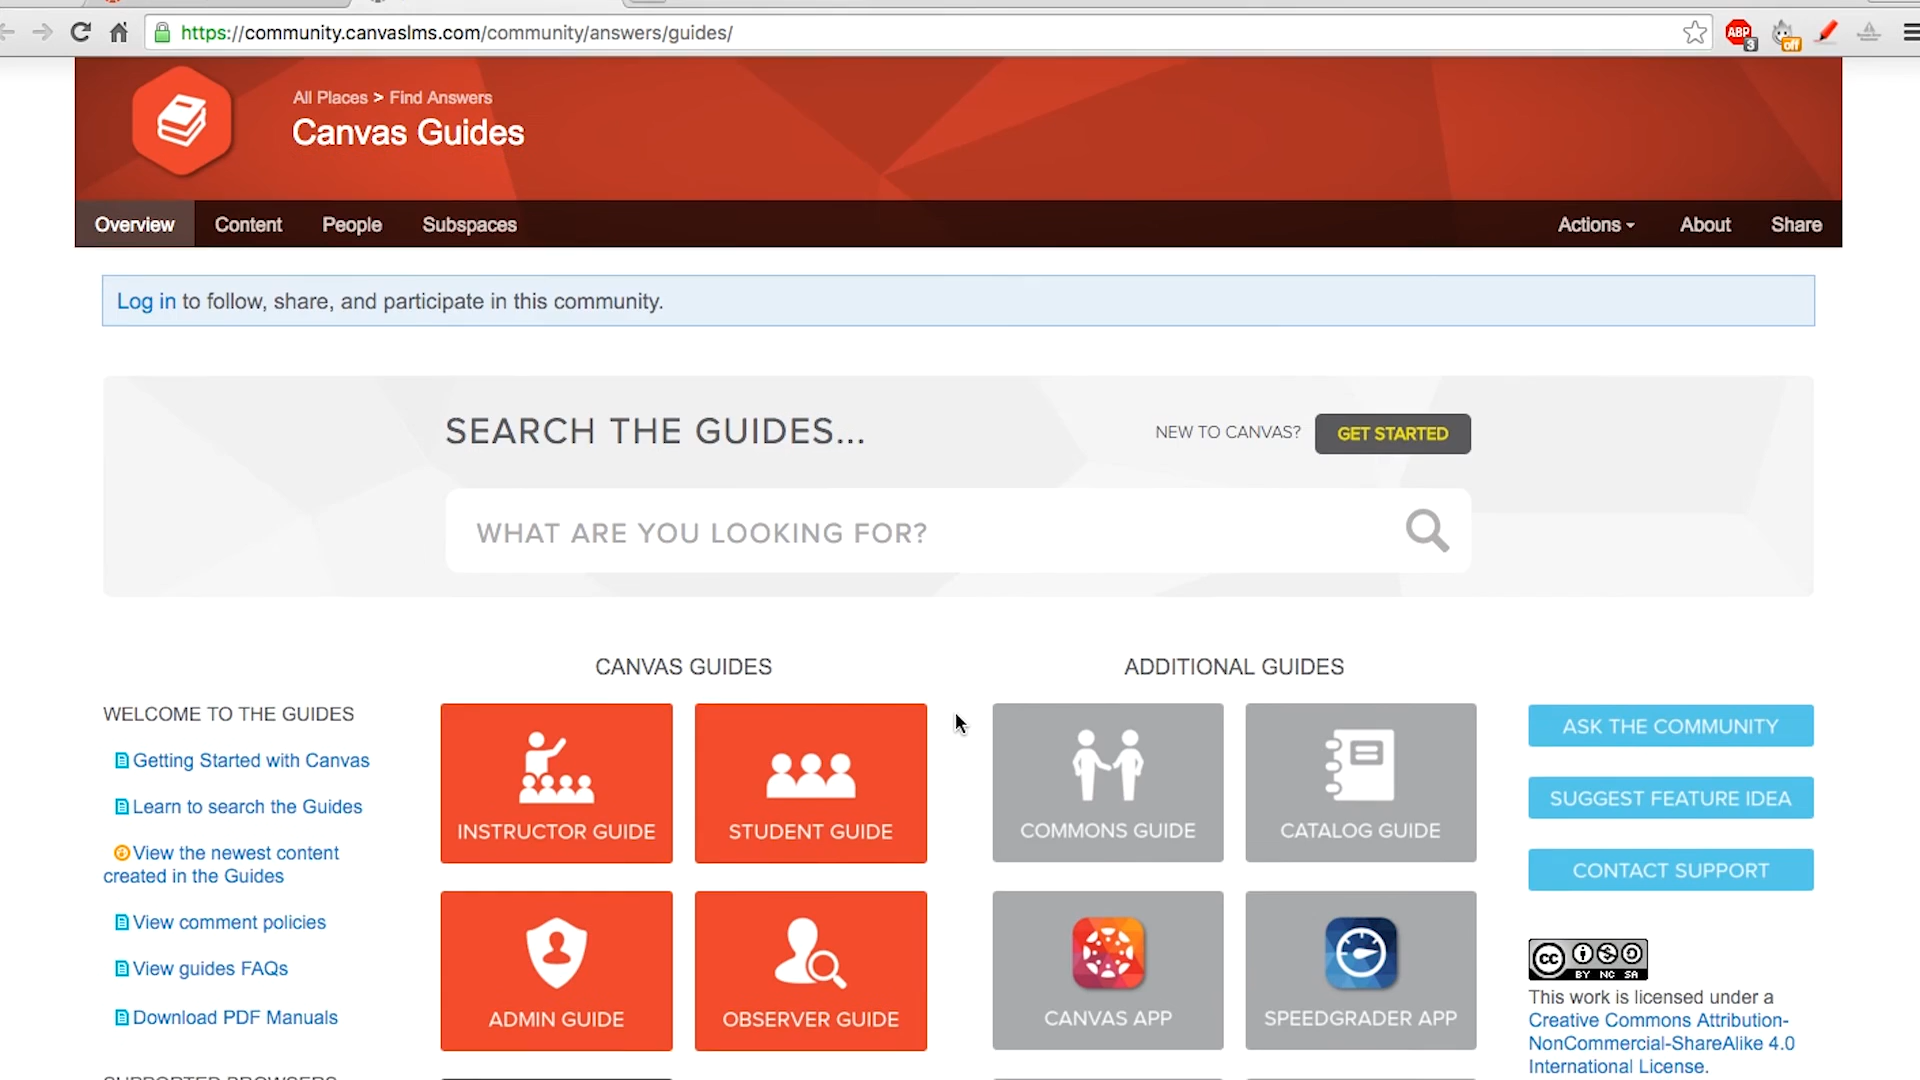 https://community.canvaslms.com/community/answers/guides/
ABP
3
off
All Places > Find Answers
Canvas Guides
Overview
Content
People
Subspaces
Actions
About
Share
Log in to follow, share, and participate in this community.
SEARCH THE GUIDES...
NEW TO CANVAS?
GET STARTED
WHAT ARE YOU LOOKING FOR?
CANVAS GUIDES
ADDITIONAL GUIDES
WELCOME TO THE GUIDES
Getting Started with Canvas
Learn to search the Guides
View the newest content
created in the Guides
View comment policies
View guides FAQs
Download PDF Manuals
SUPPORTED BROWSERS
INSTRUCTOR GUIDE
STUDENT GUIDE
ADMIN GUIDE
OBSERVER GUIDE
COMMONS GUIDE
CATALOG GUIDE
CANVAS APP
SPEEDGRADER APP
ASK THE COMMUNITY
SUGGEST FEATURE IDEA
CONTACT SUPPORT
cc
BY NC SA
This work is licensed under a
Creative Commons Attribution-
NonCommercial-ShareAlike 4.0
International License.